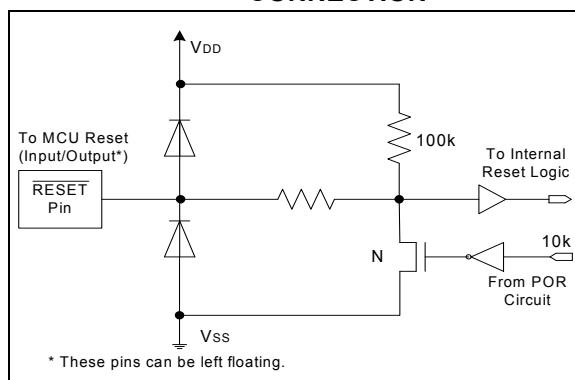 CONNECTION
VDD
100k
To MCU Reset
(Input/Output*)
RESET
Pin
To Internal
Reset Logic
10k
N
From POR
Circuit
VSS
* These pins can be left floating.